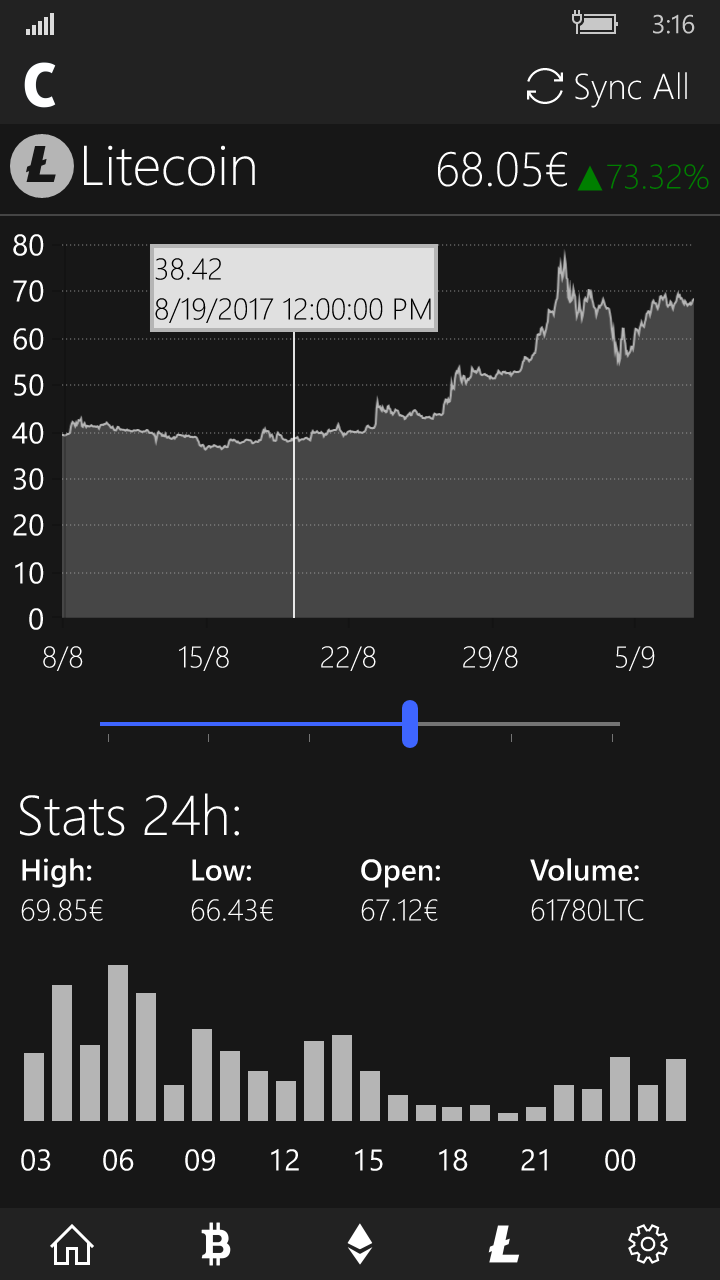 3:16
C
Sync All
Litecoin 68.05€ ▲73.32%
80
70
60
50
40
30
20
10
0
38.42
8/19/2017 12:00:00 PM
8/8 15/8 22/8 29/8 5/9
Stats 24h:
High: Low: Open: Volume:
69.85€ 66.43€ 67.12€ 61780LTC
03 06 09 12 15 18 21 00